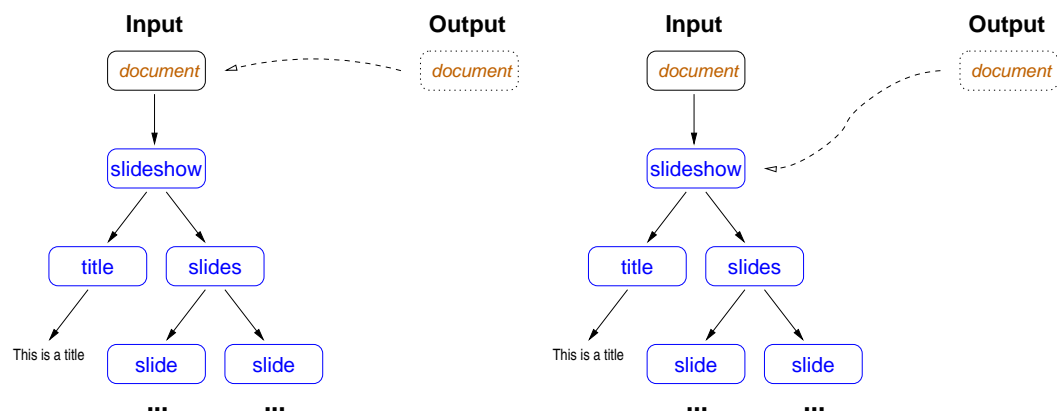 Input Output
document document
slideshow
title slides
This is a title slide slide
... ...
Input Output
document document
slideshow
title slides
This is a title slide slide
... ...